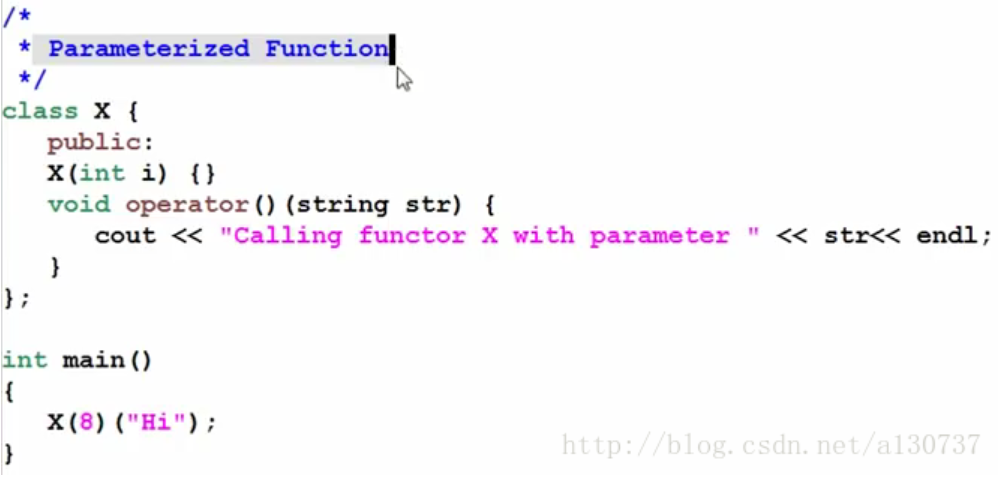 /*
 * Parameterized Function
 */
class X {
   public:
   X(int i) {}
   void operator()(string str) {
      cout << "Calling functor X with parameter " << str<< endl;
   }
};

int main()
{
   X(8)("Hi");
}
http://blog.csdn.net/a130737